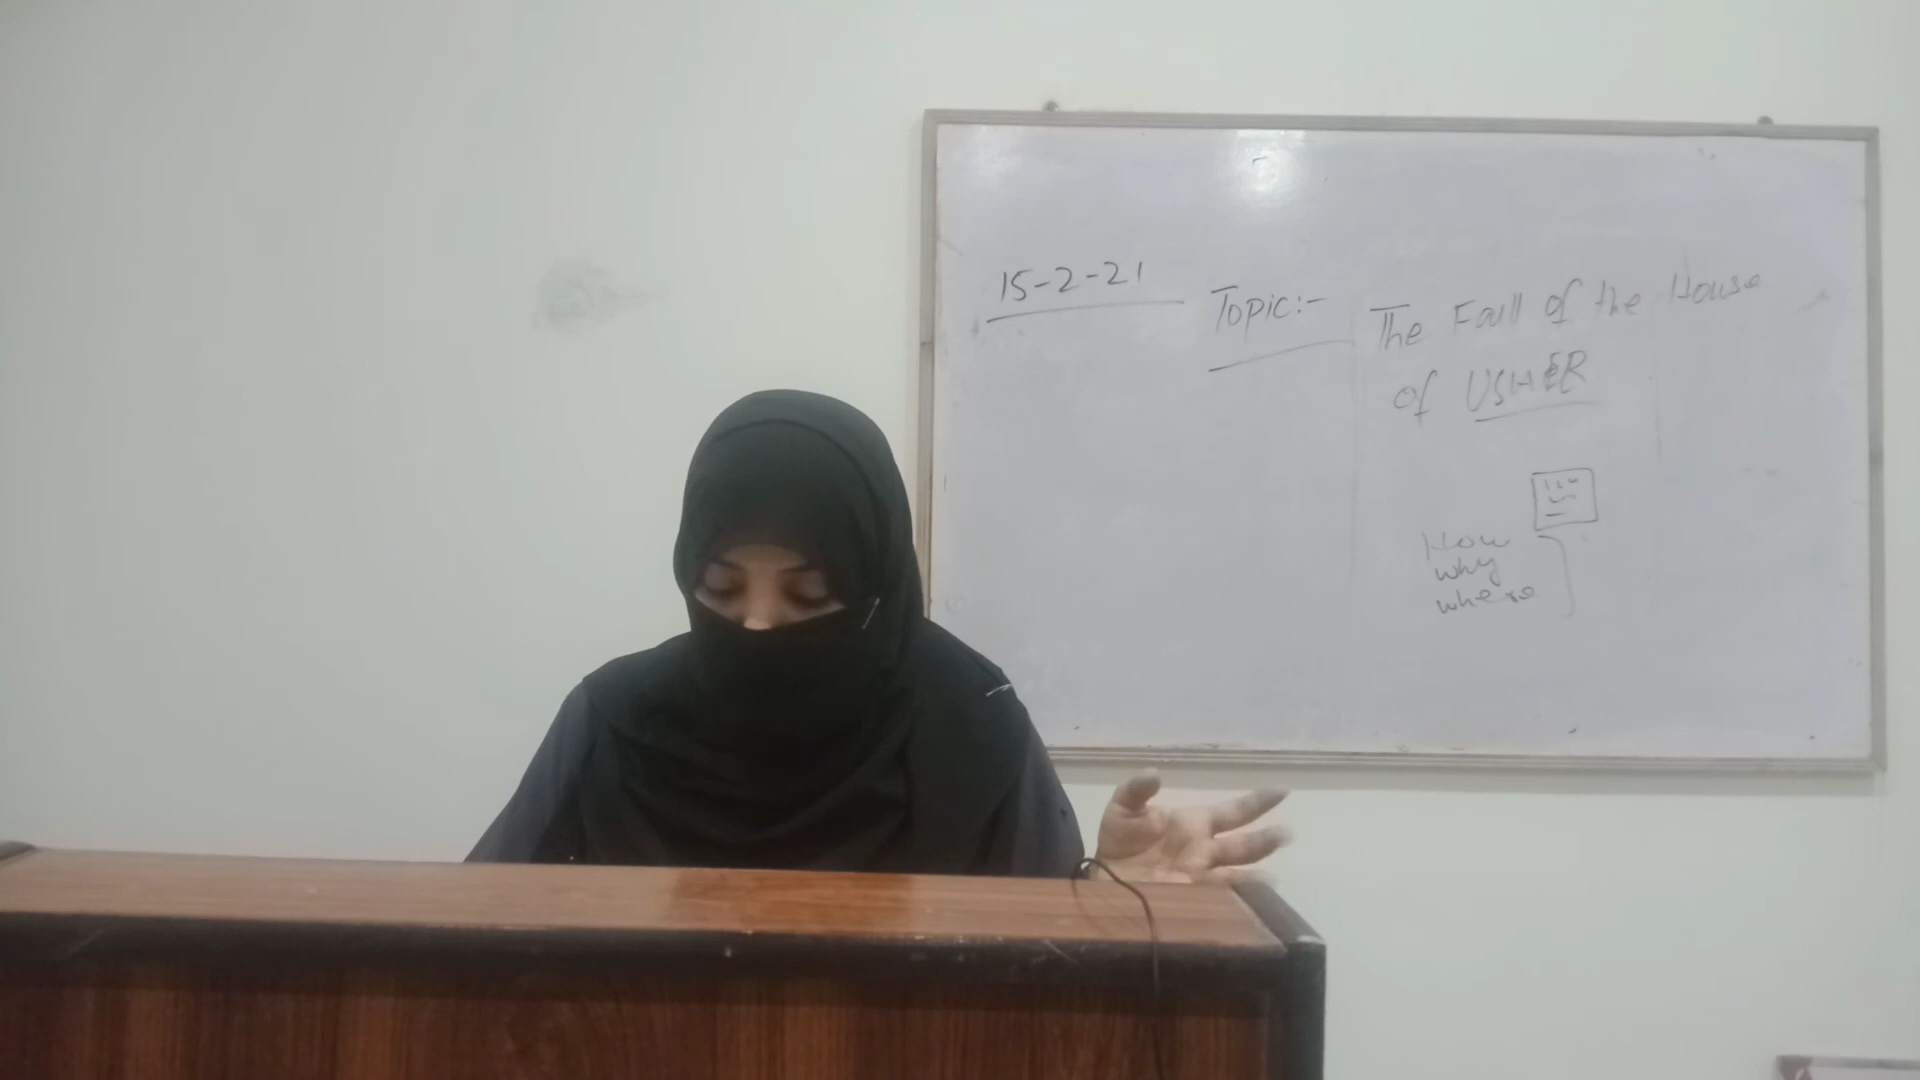 15-2-21
Topic:- The Fall of the House
of USHER
How
why
where